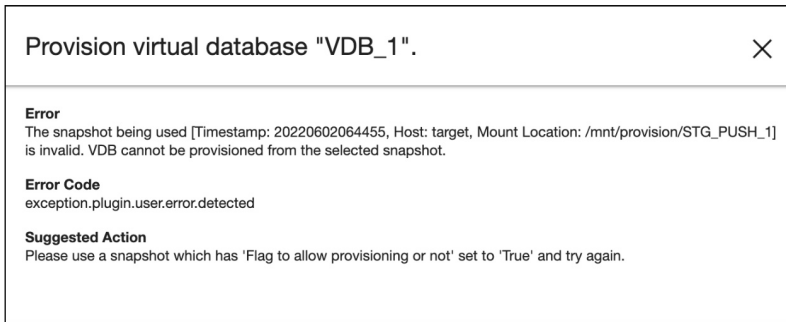 Provision virtual database "VDB_1".
Error
The snapshot being used [Timestamp: 20220602064455, Host: target, Mount Location: /mnt/provision/STG_PUSH_1]
is invalid. VDB cannot be provisioned from the selected snapshot.
Error Code
exception.plugin.user.error.detected
Suggested Action
Please use a snapshot which has 'Flag to allow provisioning or not' set to 'True' and try again.